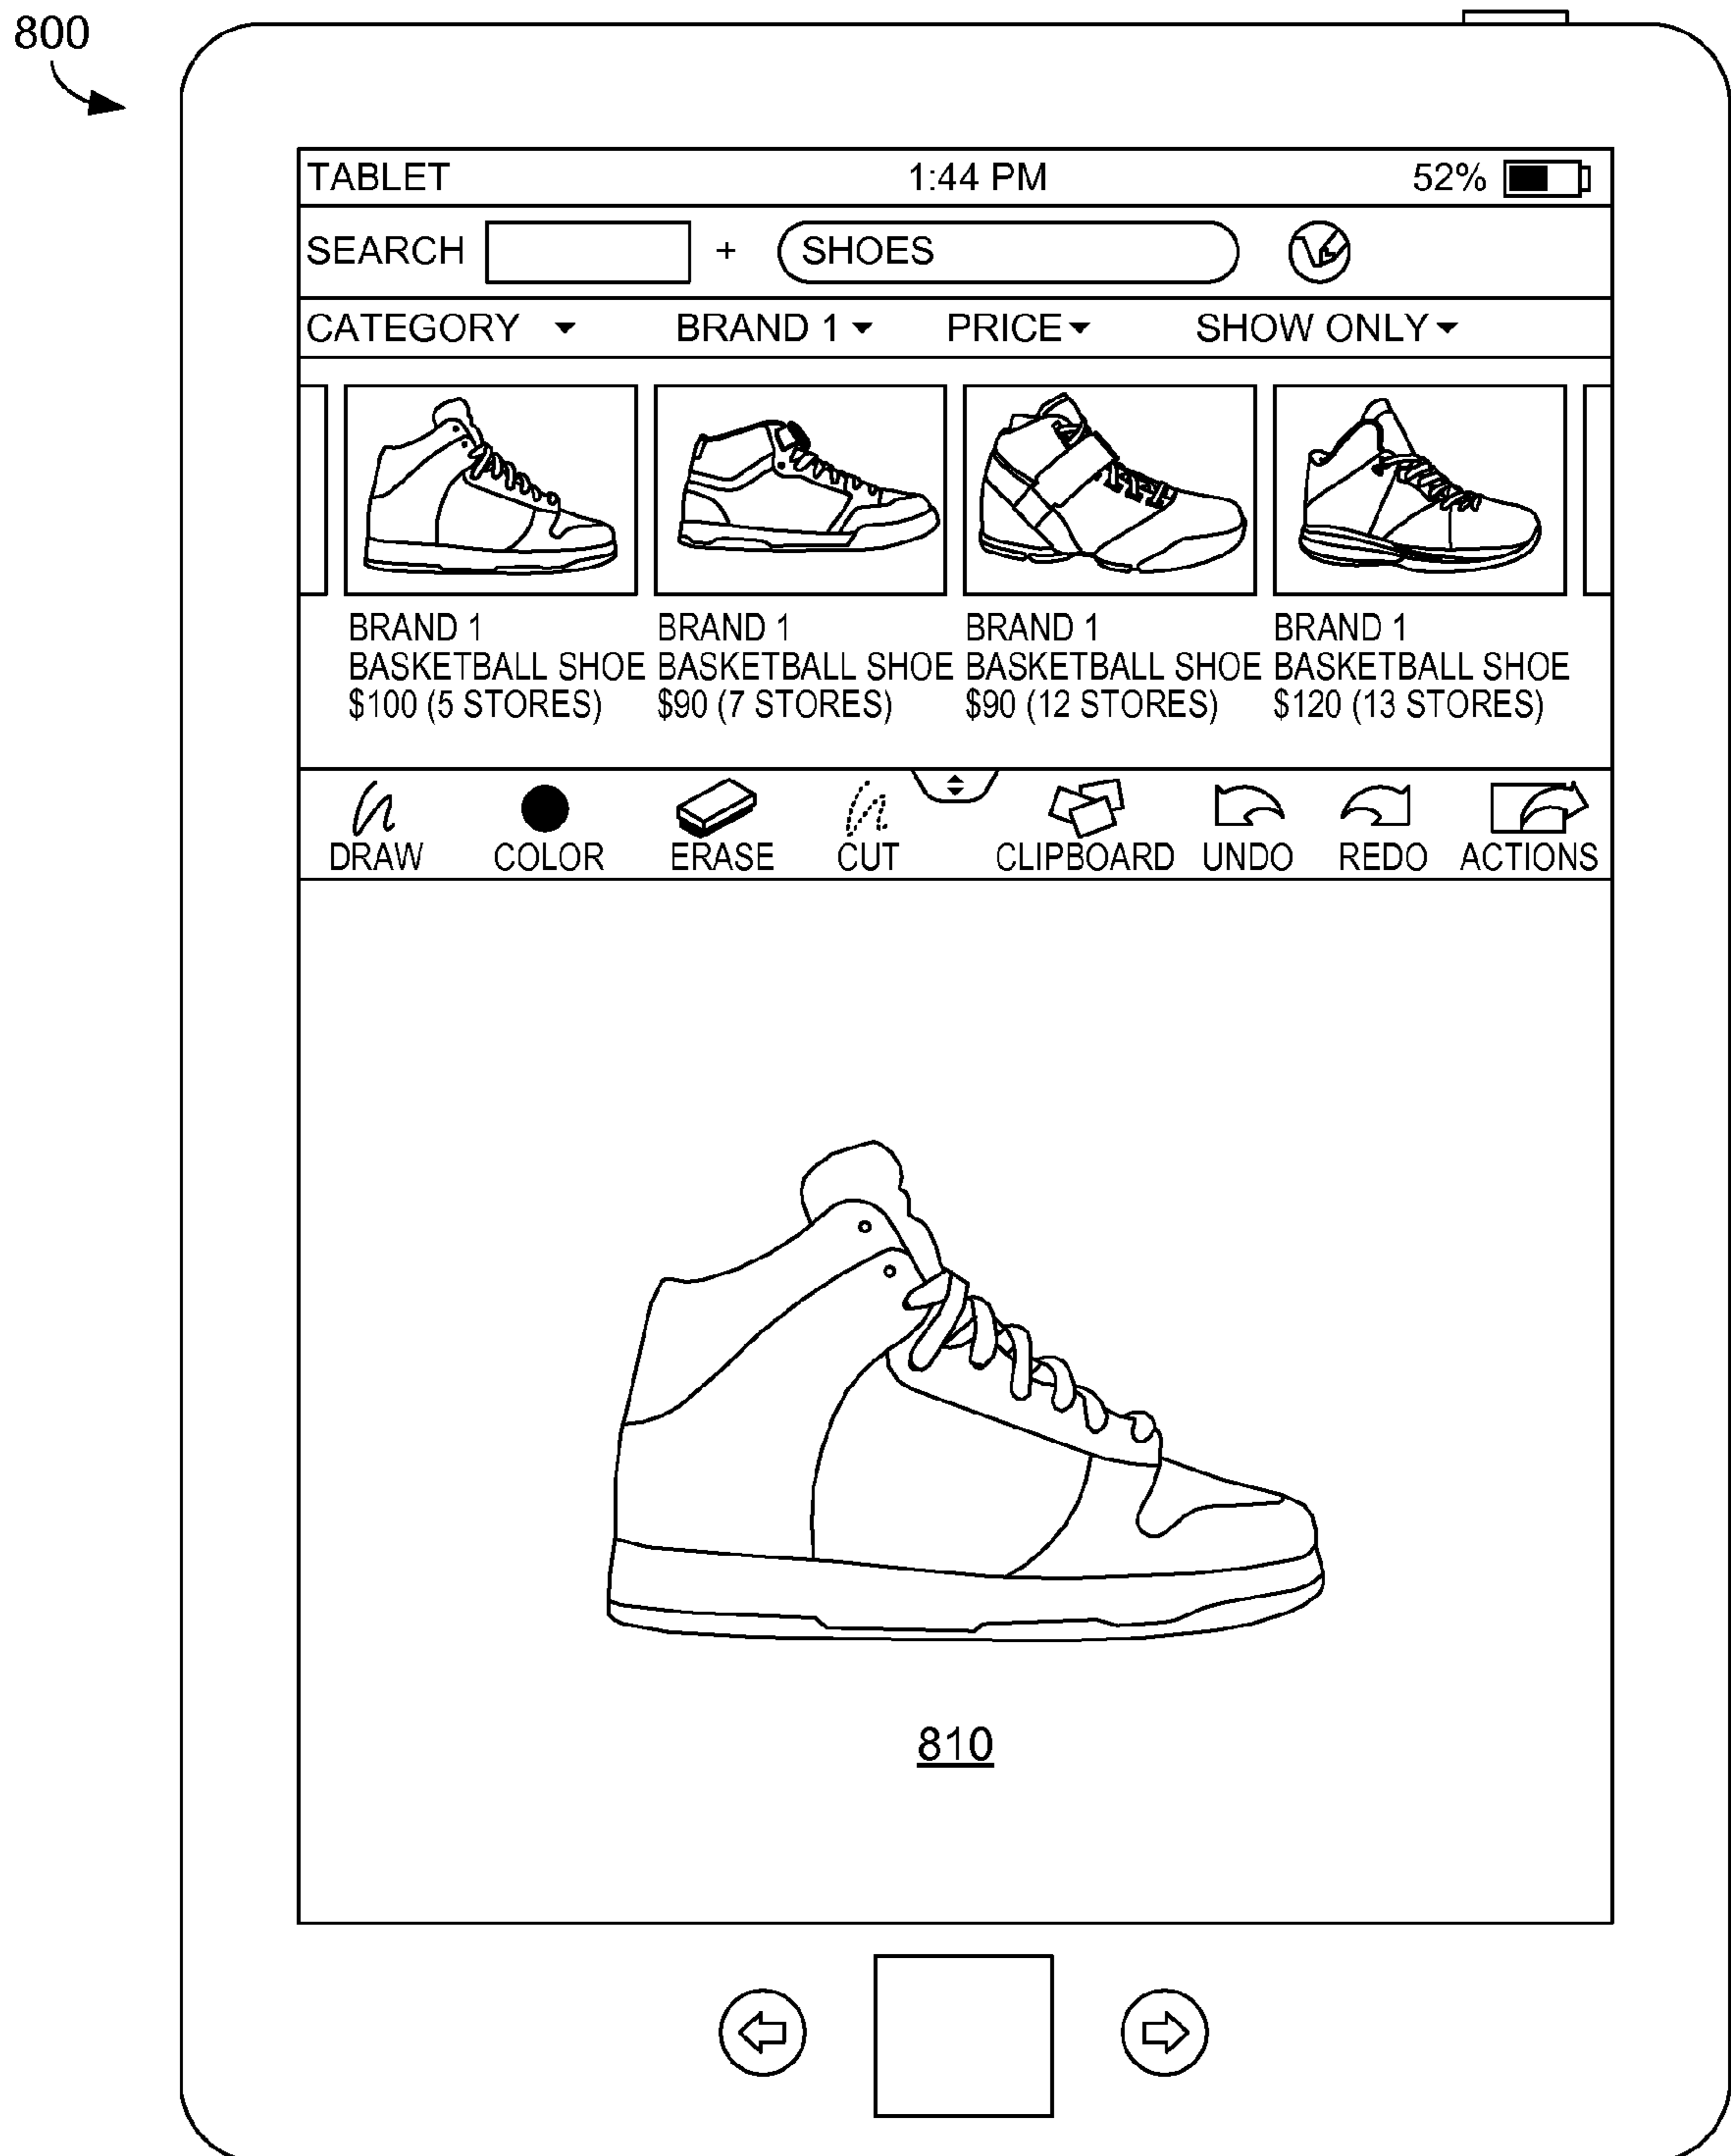 800
TABLET 1:44 PM 52%
SEARCH + SHOES
CATEGORY BRAND 1 PRICE SHOW ONLY
BRAND 1 BRAND 1 BRAND 1 BRAND 1
BASKETBALL SHOE BASKETBALL SHOE BASKETBALL SHOE BASKETBALL SHOE
$100 (5 STORES) $90 (7 STORES) $90 (12 STORES) $120 (13 STORES)
DRAW COLOR ERASE CUT CLIPBOARD UNDO REDO ACTIONS
810